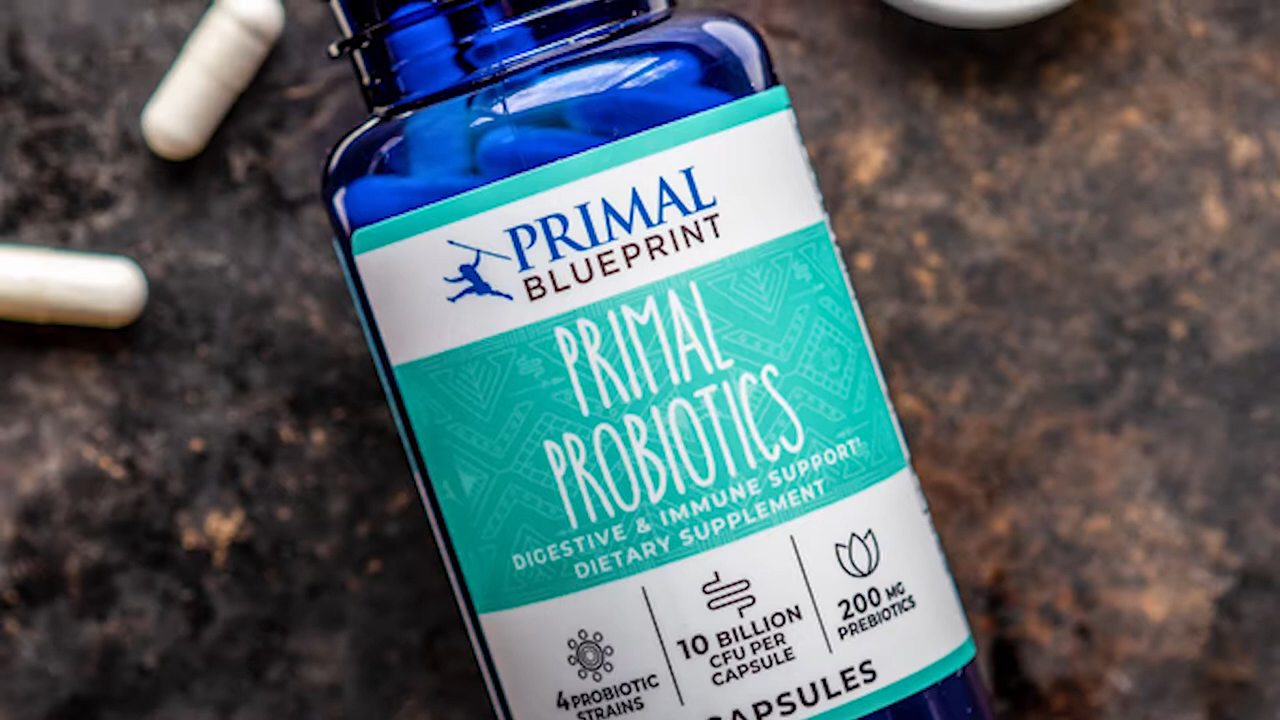 PRIMAL
BLUEPRINT
PRIMAL
PROBIOTICS
DIGESTIVE & IMMUNE SUPPORT†
DIETARY SUPPLEMENT
4 PROBIOTIC
STRAINS
10 BILLION
CFU PER
CAPSULE
200 MG
PREBIOTICS
CAPSULES